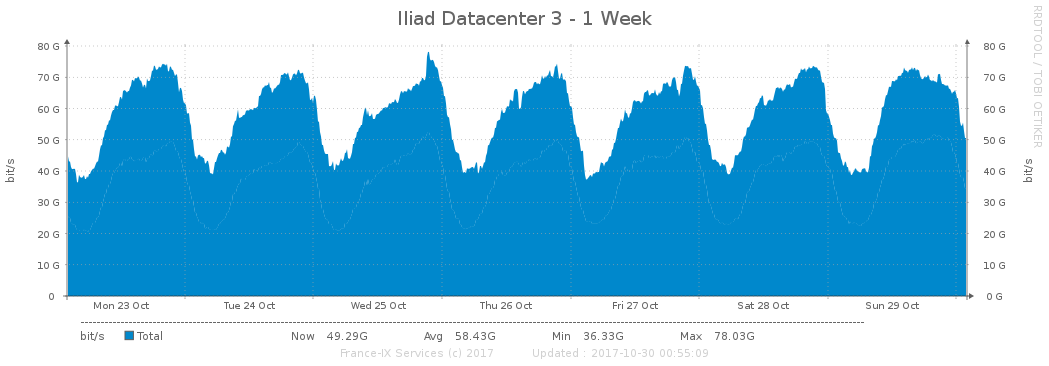 Iliad Datacenter 3 - 1 Week
RRDTOOL / TOBI OETIKER
80 G 80 G
70 G 70 G
60 G 60 G
50 G 50 G
40 G 40 G
30 G 30 G
20 G 20 G
10 G 10 G
0 0 G
bit/s bit/s
Mon 23 Oct Tue 24 Oct Wed 25 Oct Thu 26 Oct Fri 27 Oct Sat 28 Oct Sun 29 Oct
bit/s Total Now 49.29G Avg 58.43G Min 36.33G Max 78.03G
France-IX Services (c) 2017 Updated : 2017-10-30 00:55:09